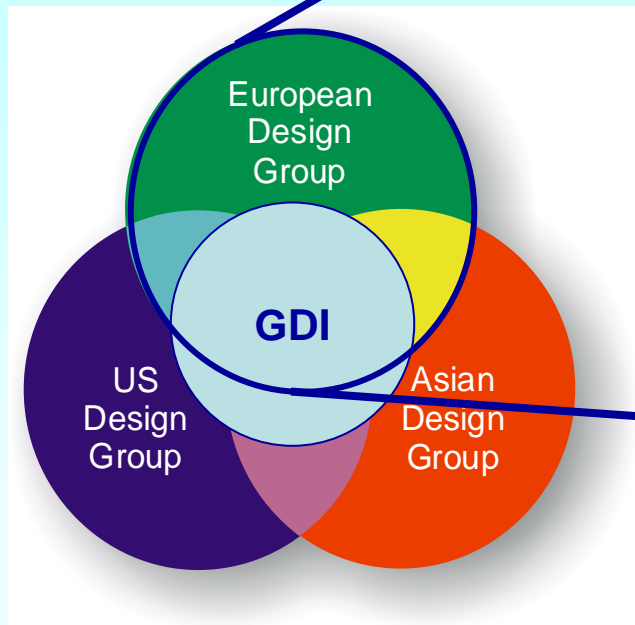 European
Design
Group
GDI
US
Design
Group
Asian
Design
Group